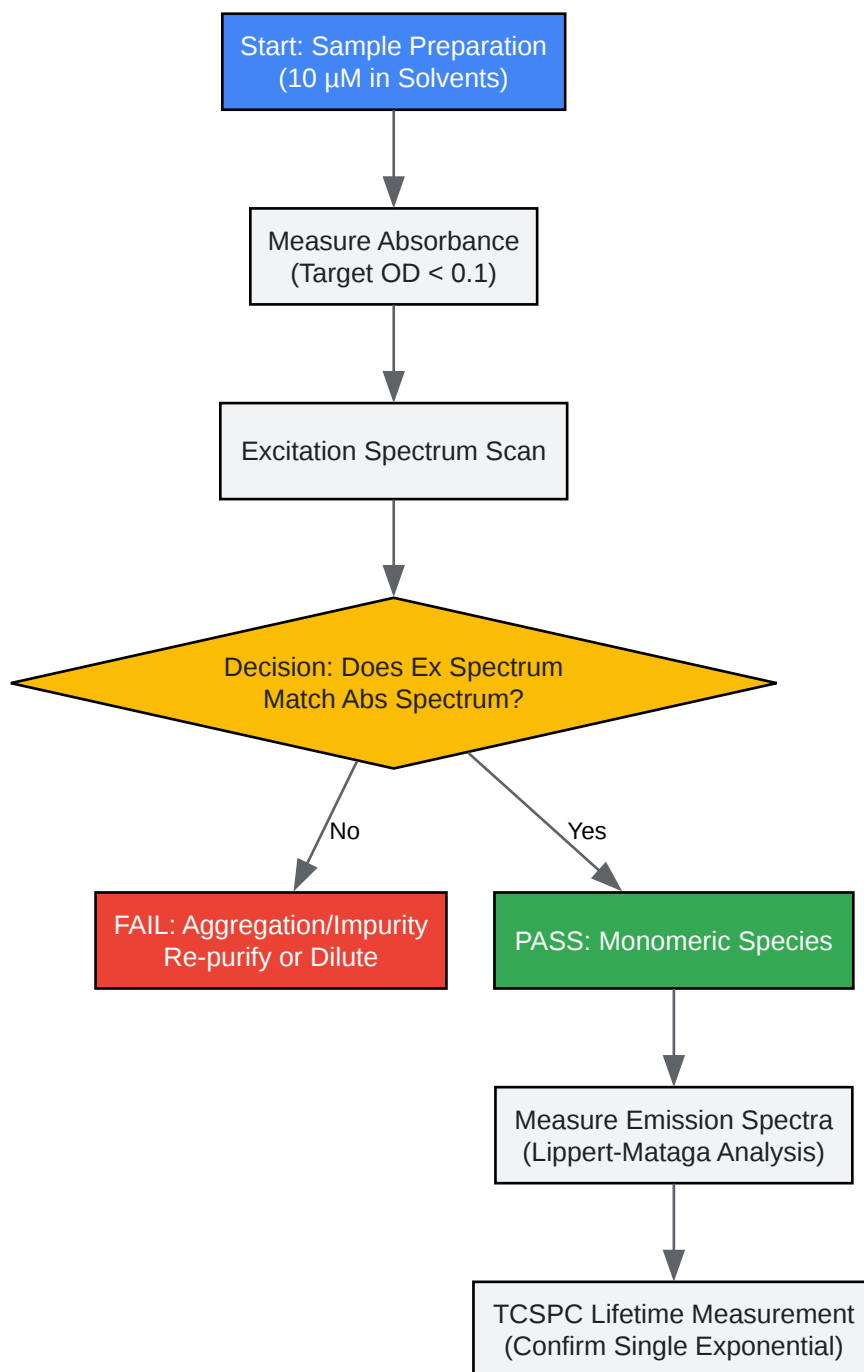 Start: Sample Preparation
(10 µM in Solvents)
Measure Absorbance
(Target OD < 0.1)
Excitation Spectrum Scan
Decision: Does Ex Spectrum
Match Abs Spectrum?
No
Yes
FAIL: Aggregation/Impurity
Re-purify or Dilute
PASS: Monomeric Species
Measure Emission Spectra
(Lippert-Mataga Analysis)
TCSPC Lifetime Measurement
(Confirm Single Exponential)